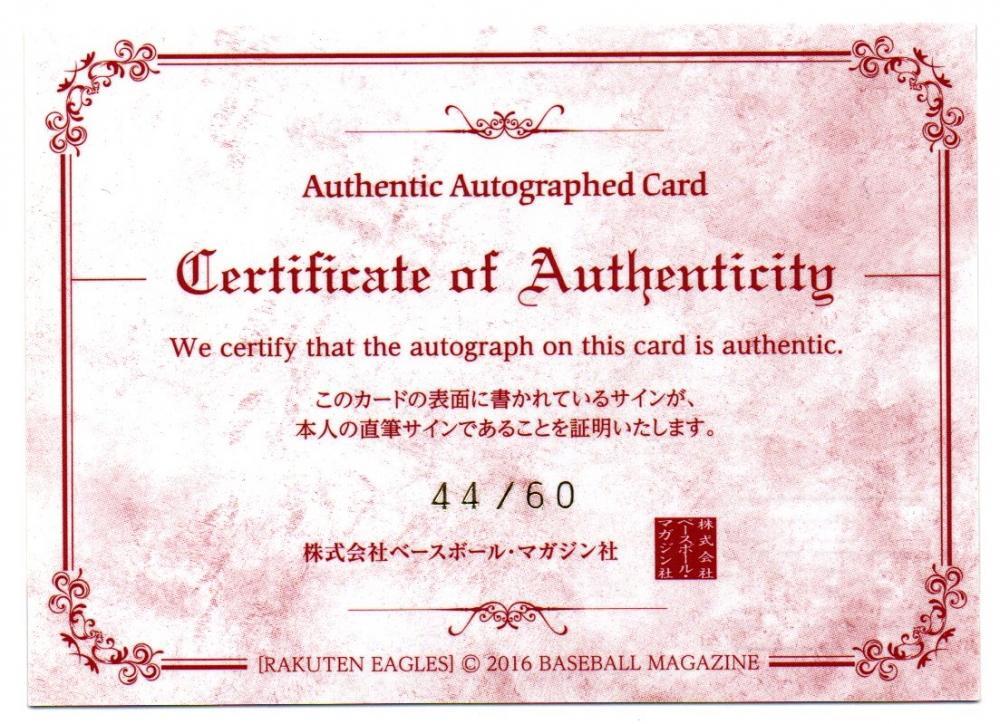 Authentic Autographed Card
Certificate of Authenticity
We certify that the autograph on this card is authentic.
このカードの表面に書かれているサインが、
本人の直筆サインであることを証明いたします。
44/60
株式会社ベースボール・マガジン社
株式会社
ベースボール・
マガジン社
[RAKUTEN EAGLES] © 2016 BASEBALL MAGAZINE